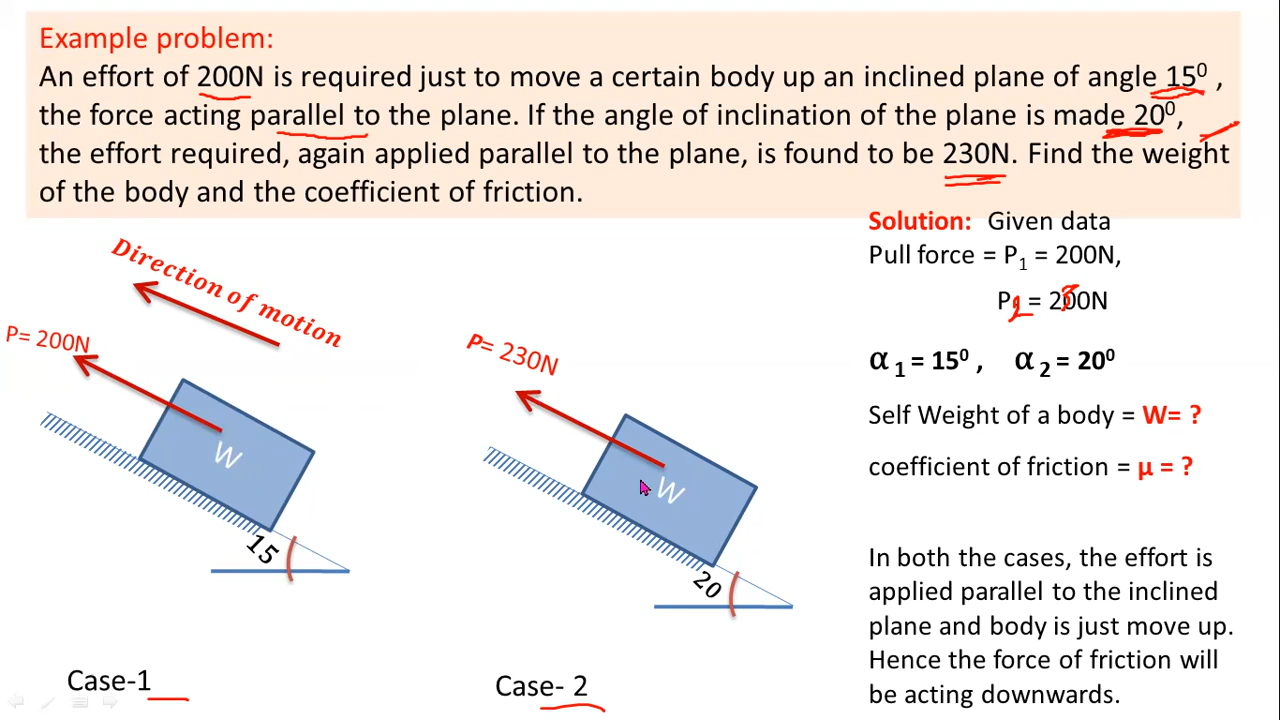 Example problem:
An effort of 200N is required just to move a certain body up an inclined plane of angle 15⁰ ,
the force acting parallel to the plane. If the angle of inclination of the plane is made 20⁰,
the effort required, again applied parallel to the plane, is found to be 230N. Find the weight
of the body and the coefficient of friction.
Solution: Given data
Pull force = P₁ = 200N,
P₂ = 230N
α ₁ = 15⁰ , α ₂ = 20⁰
Self Weight of a body = W= ?
coefficient of friction = µ = ?
In both the cases, the effort is
applied parallel to the inclined
plane and body is just move up.
Hence the force of friction will
be acting downwards.
Direction of motion
P= 200N
W
15
Case-1
P= 230N
W
20
Case- 2